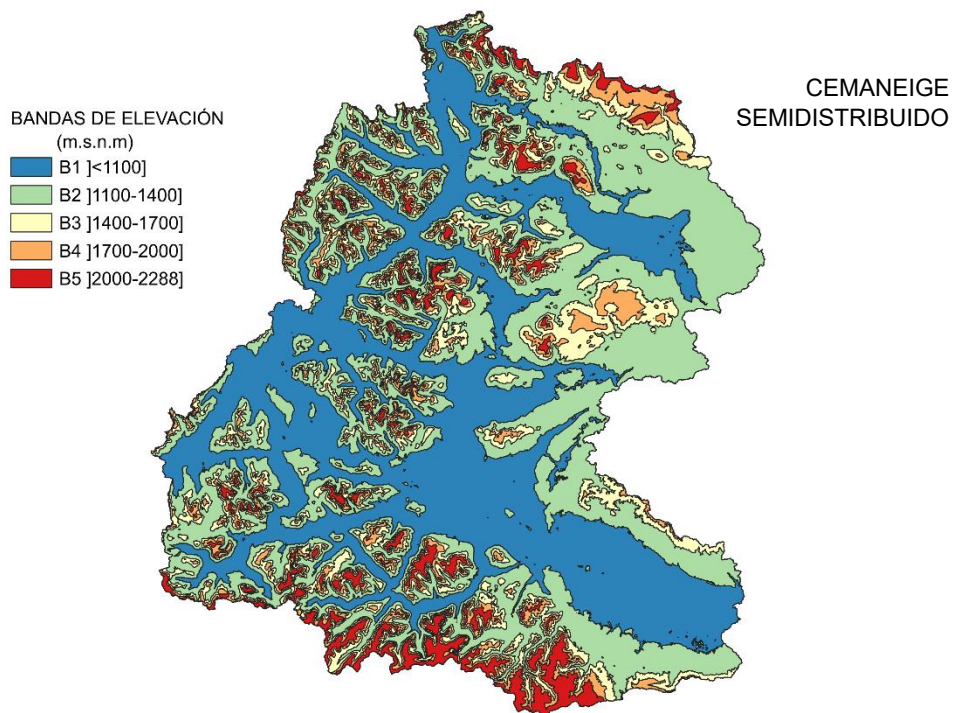 CEMANEIGE
SEMIDISTRIBUIDO
BANDAS DE ELEVACIÓN
(m.s.n.m)
B1 ]<1100]
B2 ]1100-1400]
B3 ]1400-1700]
B4 ]1700-2000]
B5 ]2000-2288]